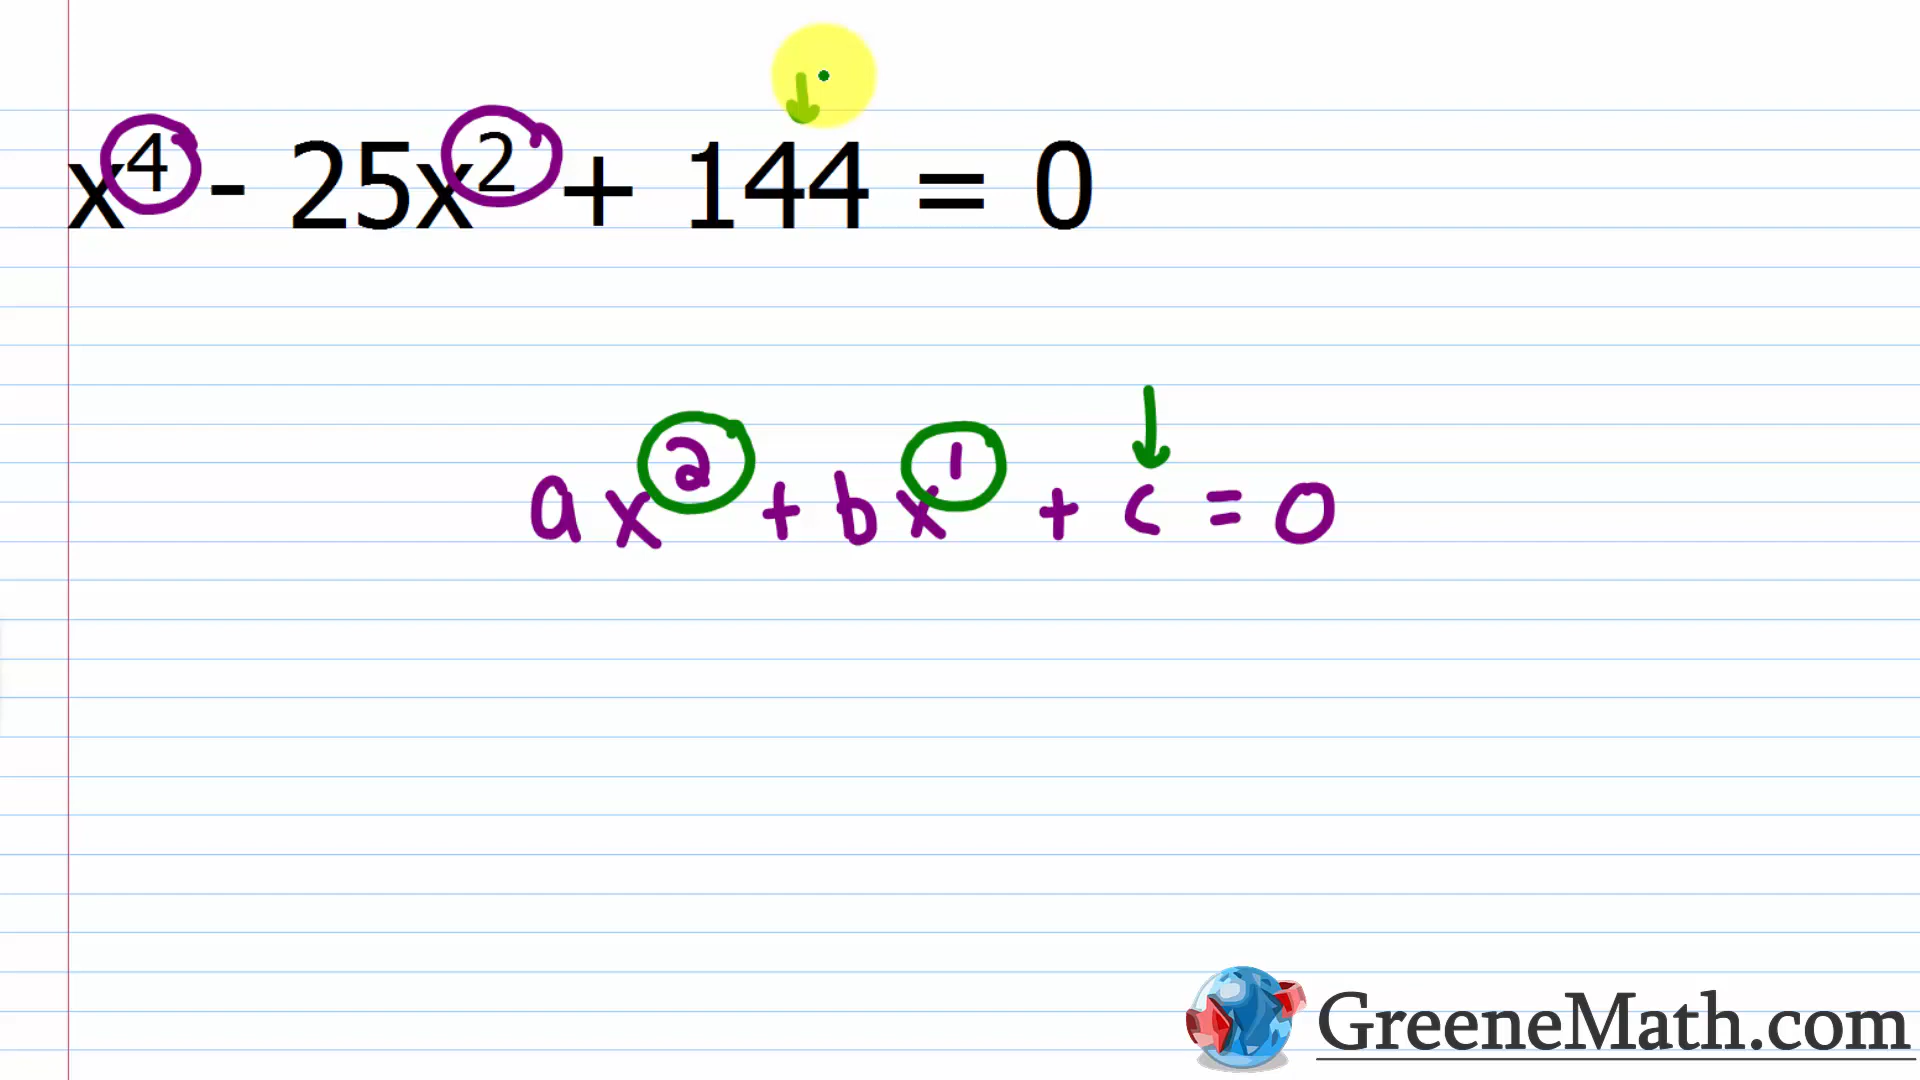 x⁴ - 25x² + 144 = 0
ax² + bx¹ + c = 0
GreeneMath.com